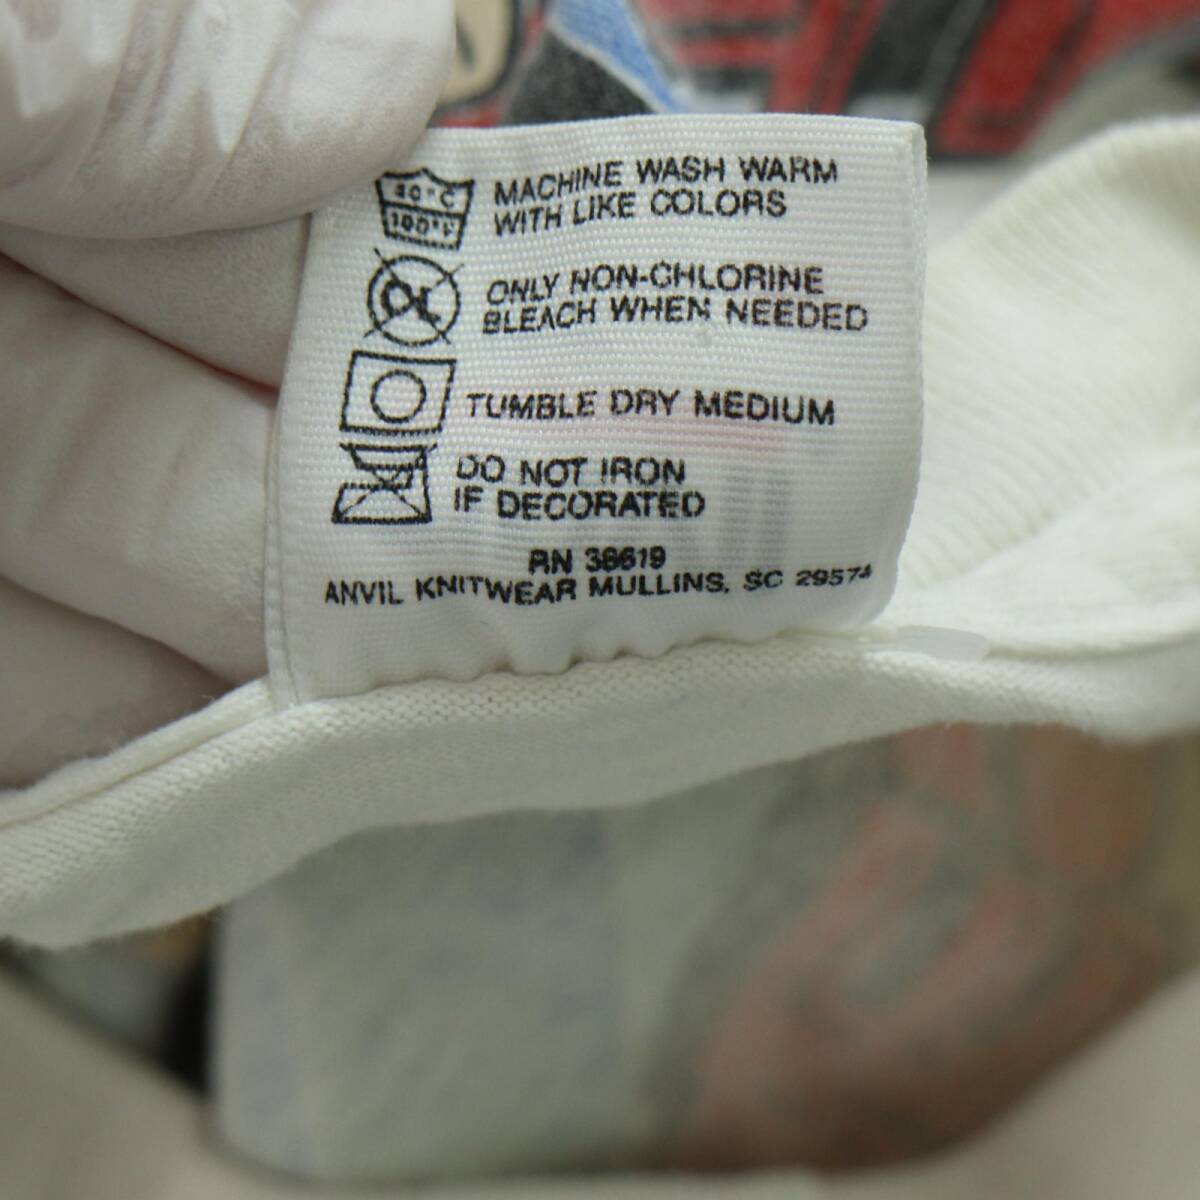 40°C
100°F
MACHINE WASH WARM
WITH LIKE COLORS
CL
ONLY NON-CHLORINE
BLEACH WHEN NEEDED
TUMBLE DRY MEDIUM
DO NOT IRON
IF DECORATED
RN 36619
ANVIL KNITWEAR MULLINS, SC 29574